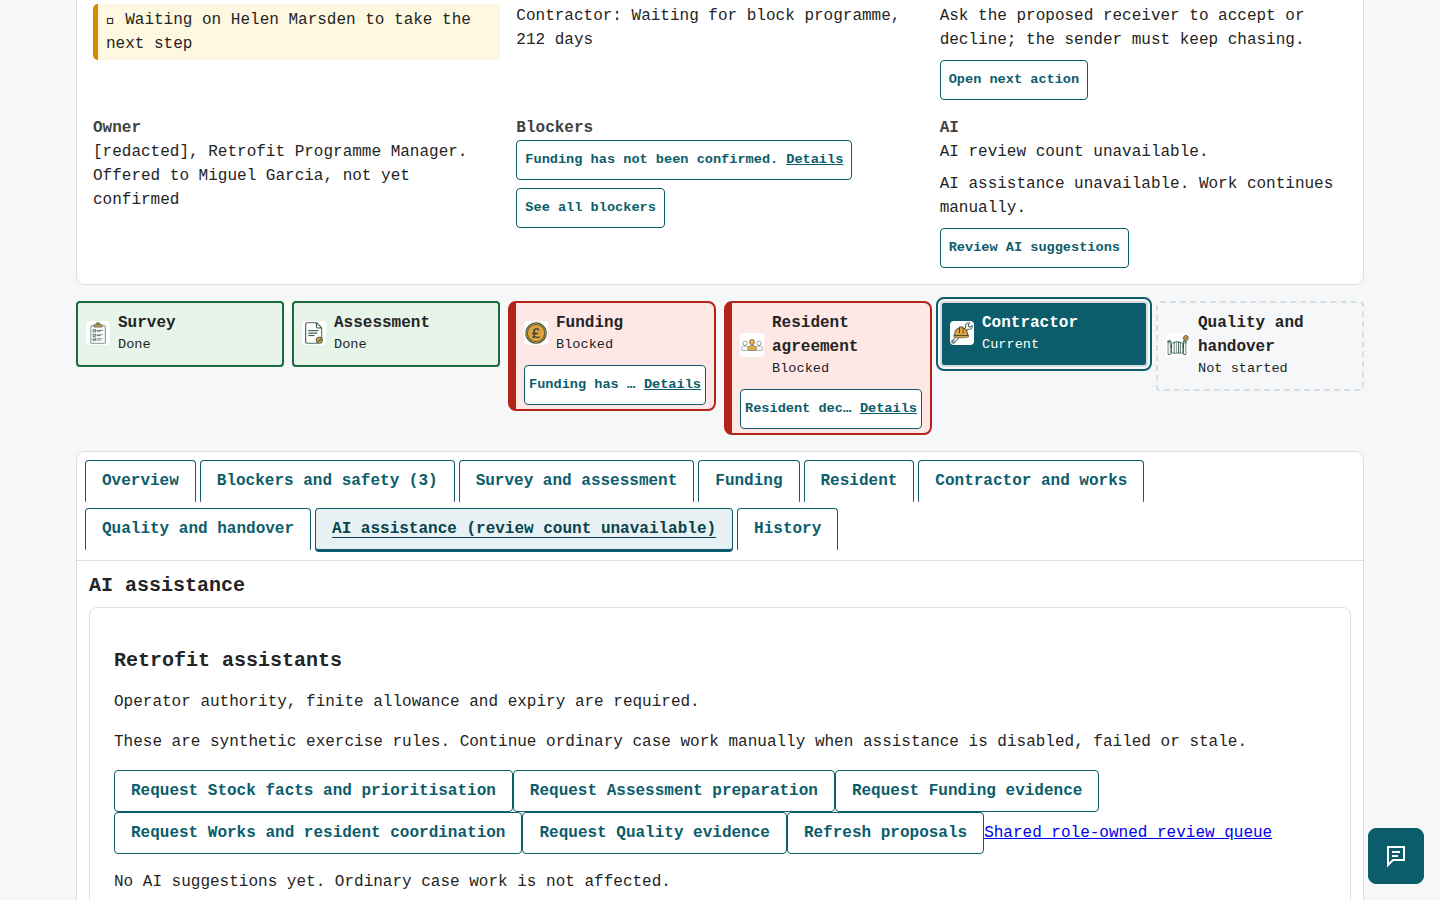 Waiting on Helen Marsden to take the
next step
Contractor: Waiting for block programme,
212 days
Ask the proposed receiver to accept or
decline; the sender must keep chasing.
Open next action
Owner
[redacted], Retrofit Programme Manager.
Offered to Miguel Garcia, not yet
confirmed
Blockers
Funding has not been confirmed. Details
See all blockers
AI
AI review count unavailable.
AI assistance unavailable. Work continues
manually.
Review AI suggestions
Survey
Done
Assessment
Done
Funding
Blocked
Funding has … Details
Resident
agreement
Blocked
Resident dec… Details
Contractor
Current
Quality and
handover
Not started
Overview
Blockers and safety (3)
Survey and assessment
Funding
Resident
Contractor and works
Quality and handover
AI assistance (review count unavailable)
History
AI assistance
Retrofit assistants
Operator authority, finite allowance and expiry are required.
These are synthetic exercise rules. Continue ordinary case work manually when assistance is disabled, failed or stale.
Request Stock facts and prioritisation
Request Assessment preparation
Request Funding evidence
Request Works and resident coordination
Request Quality evidence
Refresh proposals
Shared role-owned review queue
No AI suggestions yet. Ordinary case work is not affected.